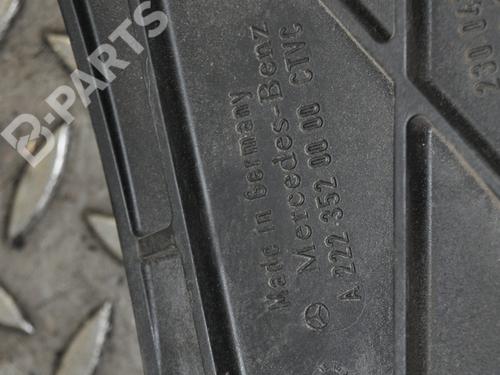 B-PARTS
Made in Germany
Mercedes-Benz
A 222 352 00 00 CTVC